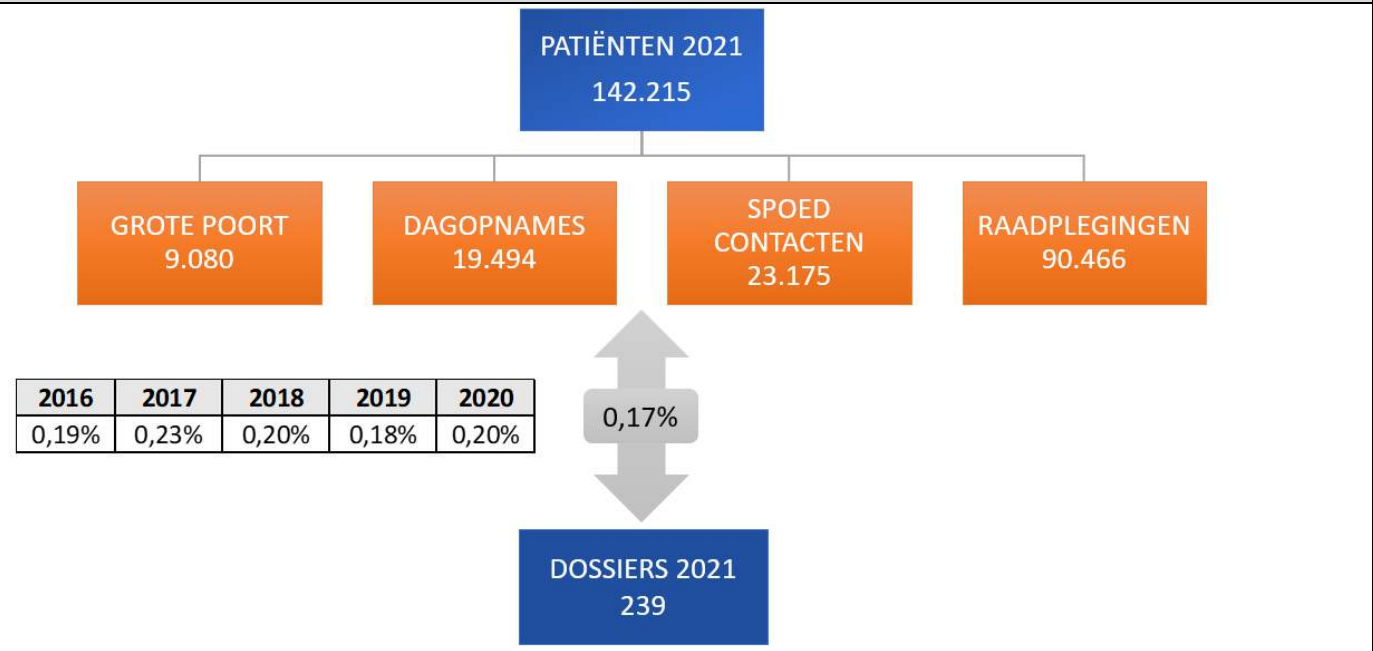 PATIËNTEN 2021
142.215
GROTE POORT
9.080
DAGOPNAMES
19.494
SPOED
CONTACTEN
23.175
RAADPLEGINGEN
90.466
2016 2017 2018 2019 2020
0,19% 0,23% 0,20% 0,18% 0,20%
0,17%
DOSSIERS 2021
239